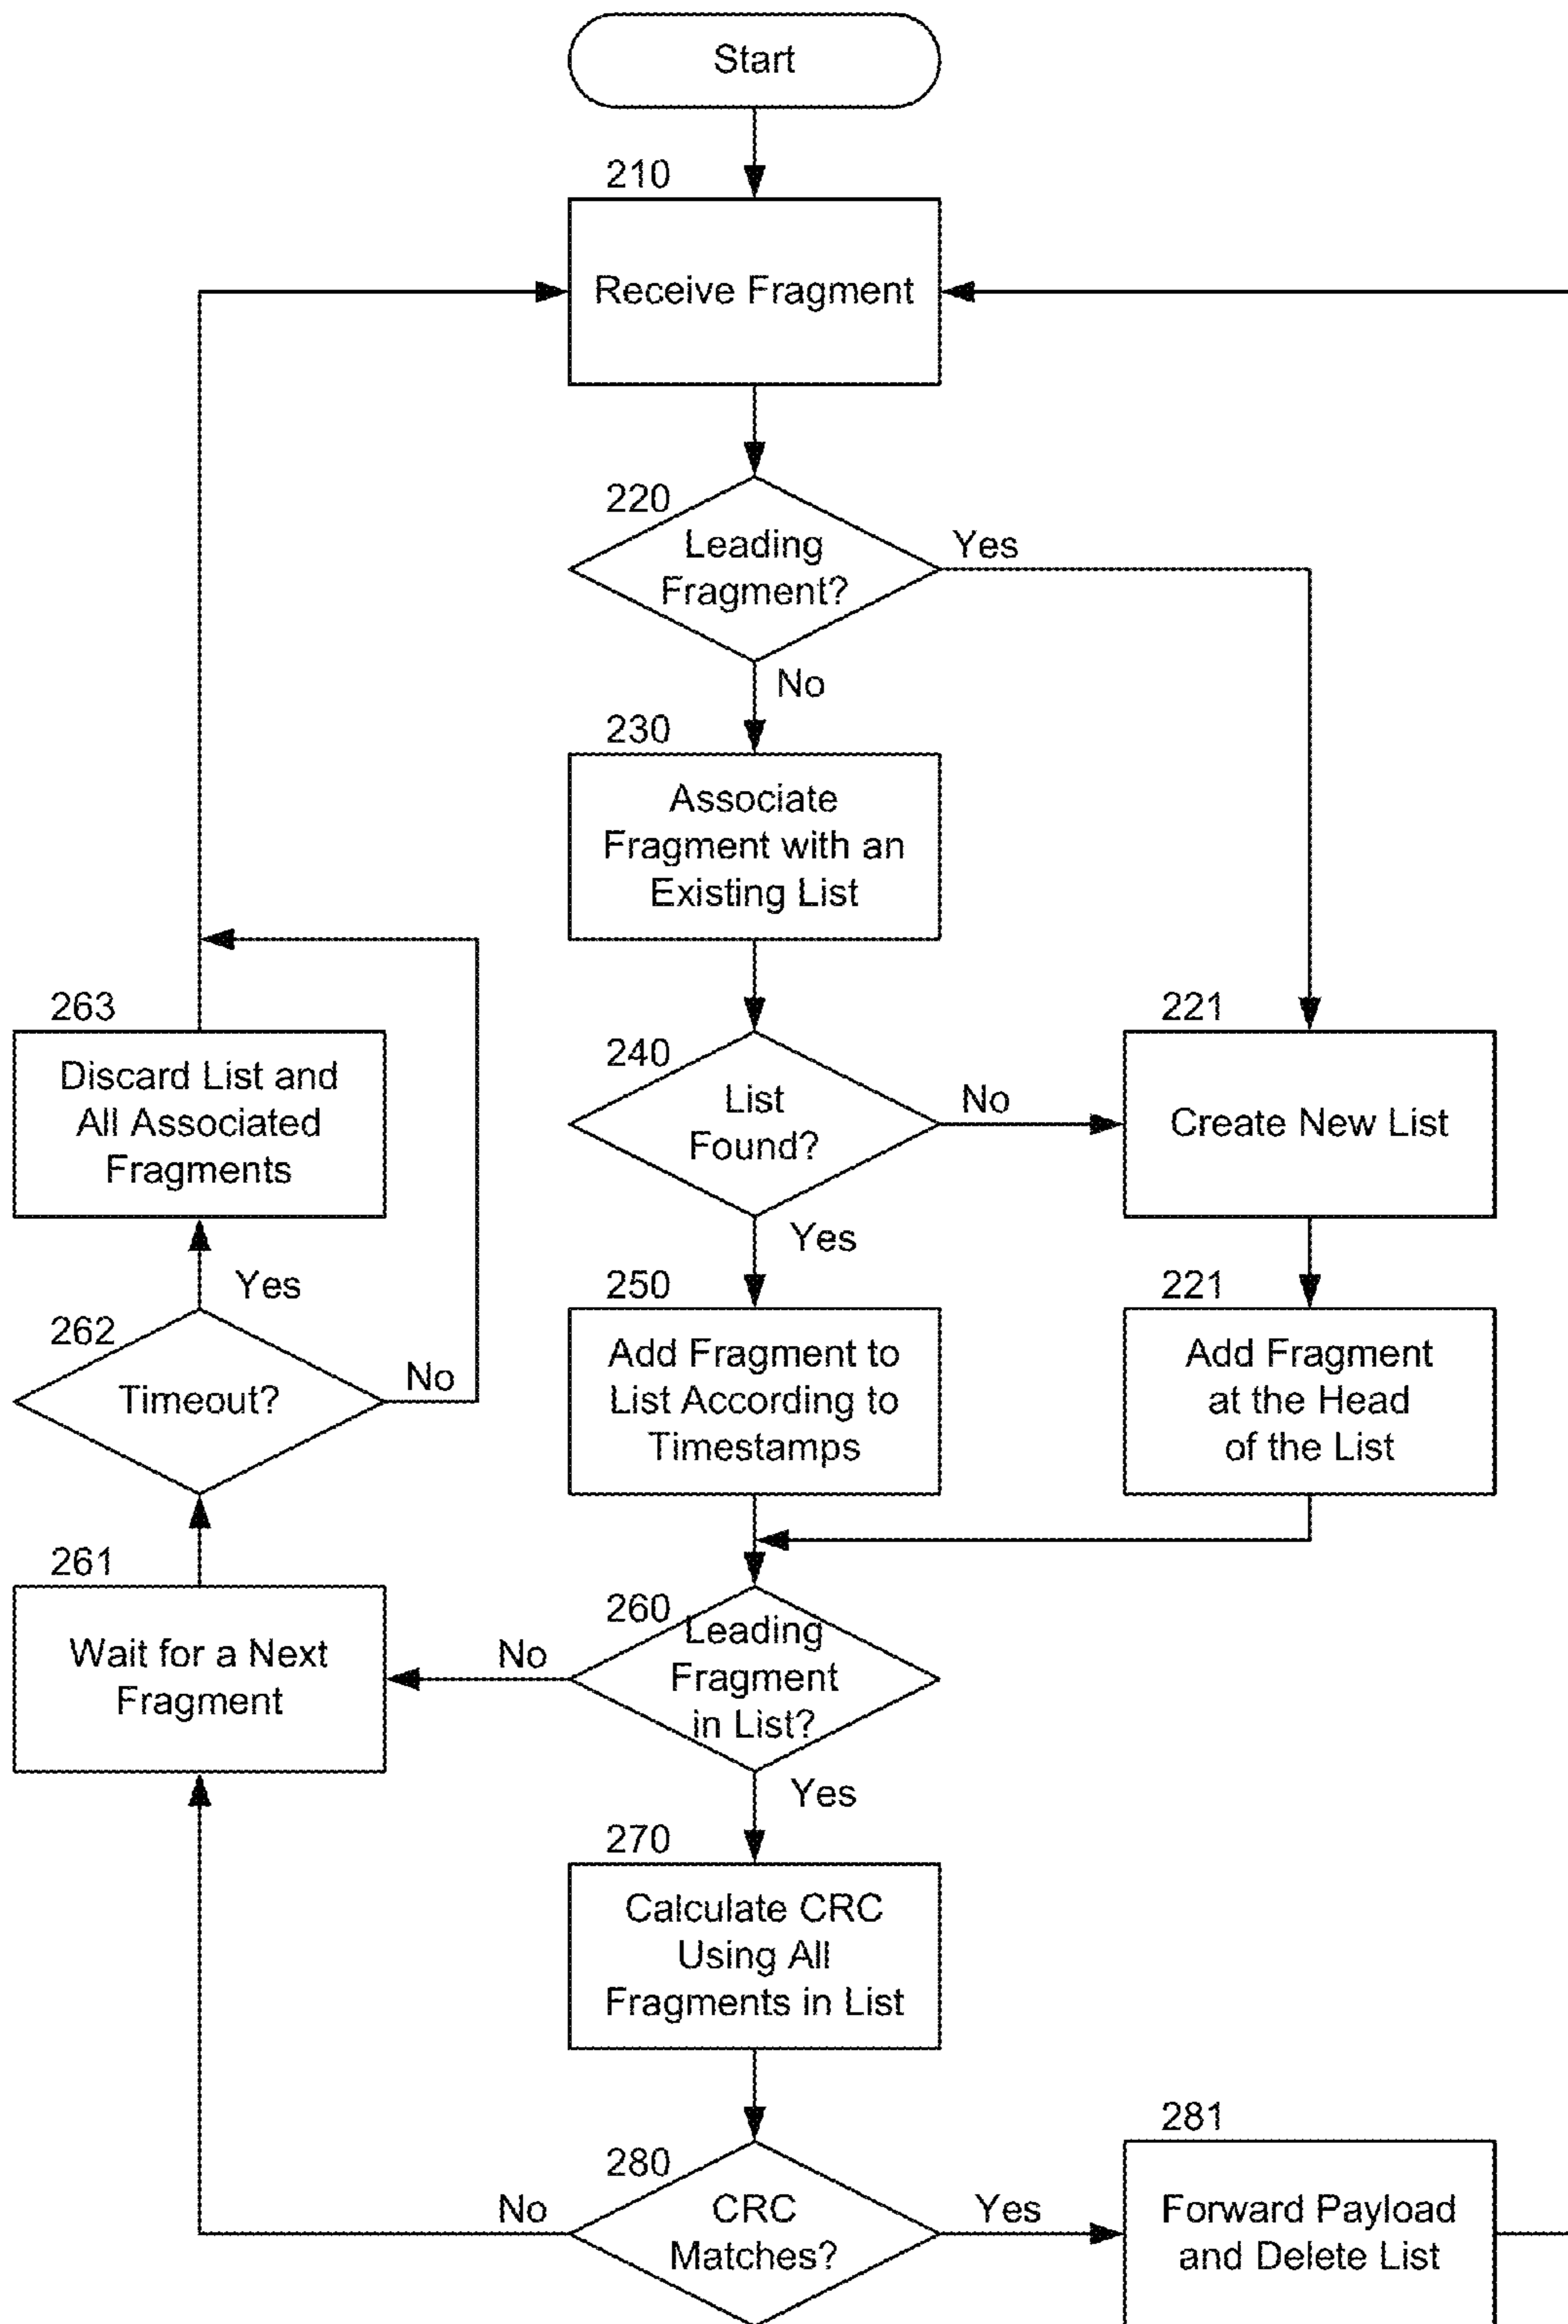 Start
210
Receive Fragment
220
Leading
Fragment?
Yes
No
230
Associate
Fragment with an
Existing List
263
Discard List and
All Associated
Fragments
240
List
Found?
No
Yes
221
Create New List
262
Timeout?
Yes
No
250
Add Fragment to
List According to
Timestamps
221
Add Fragment
at the Head
of the List
261
Wait for a Next
Fragment
260
Leading
Fragment
in List?
No
Yes
270
Calculate CRC
Using All
Fragments in List
280
CRC
Matches?
No
Yes
281
Forward Payload
and Delete List